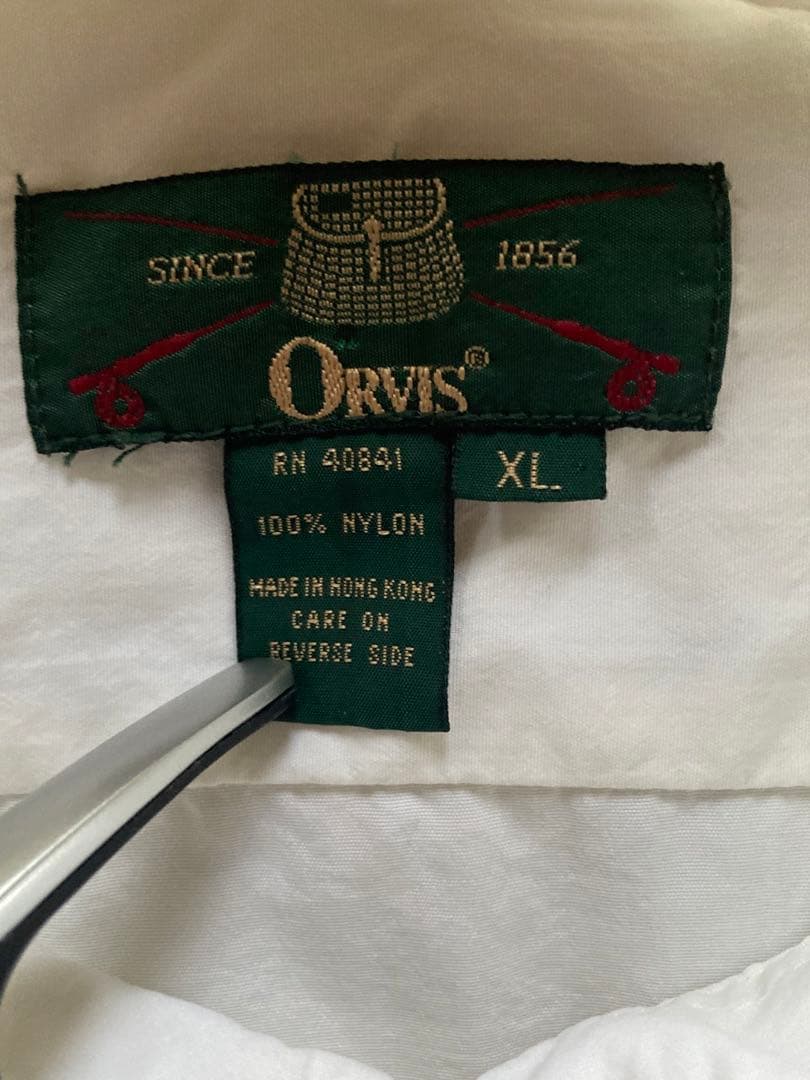 SINCE 1856
ORVIS®
RN 40841
XL
100% NYLON
MADE IN HONG KONG
CARE ON
REVERSE SIDE